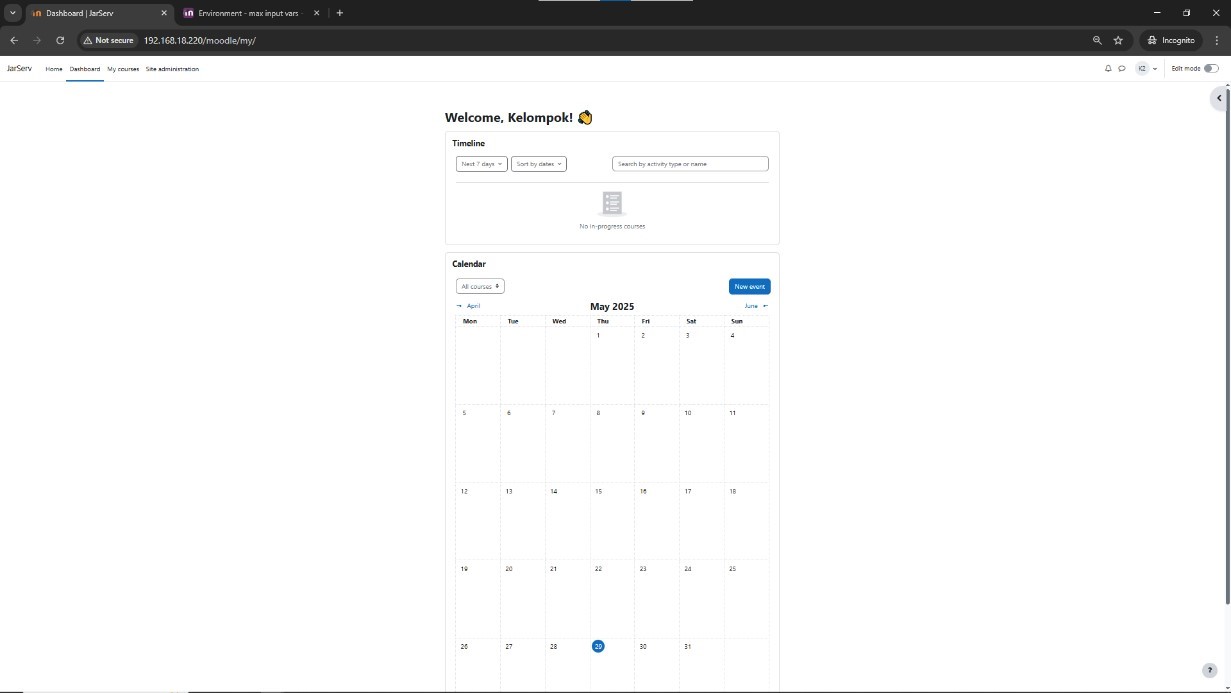 Dashboard | JarServ
Environment - max input vars
Not secure
192.168.18.220/moodle/my/
Incognito
JarServ
Home
Dashboard
My courses
Site administration
KZ
Edit mode
Welcome, Kelompok!
Timeline
Next 7 days
Sort by dates
Search by activity type or name
No in-progress courses
Calendar
All courses
New event
April
May 2025
June
Mon Tue Wed Thu Fri Sat Sun
1 2 3 4
5 6 7 8 9 10 11
12 13 14 15 16 17 18
19 20 21 22 23 24 25
26 27 28 29 30 31
?